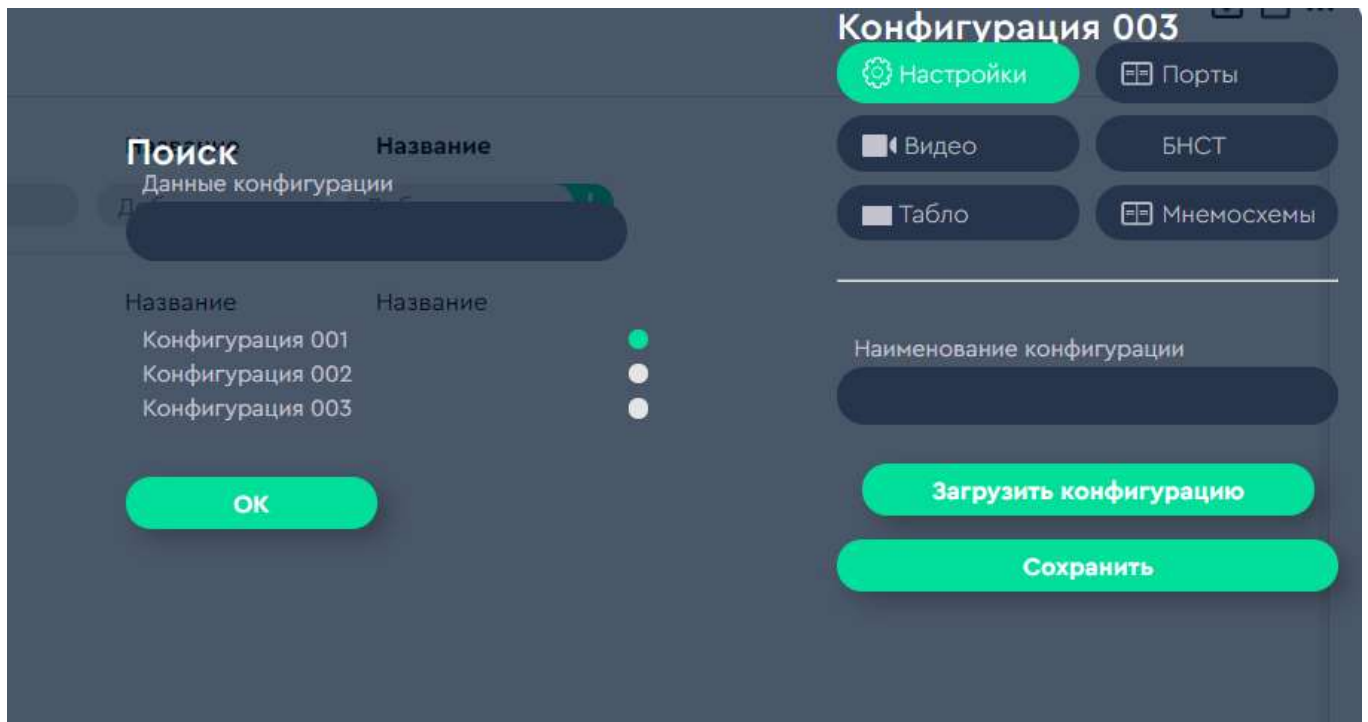 Конфигурация 003
Настройки
Порты
Видео
БНСТ
Табло
Мнемосхемы
Наименование конфигурации
Загрузить конфигурацию
Сохранить
Название
Поиск
Данные конфигурации
Название Название
Конфигурация 001
Конфигурация 002
Конфигурация 003
ОК